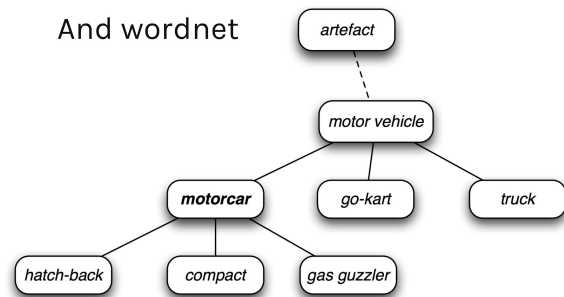 And wordnet
artefact
motor vehicle
motorcar
go-kart
truck
hatch-back
compact
gas guzzler